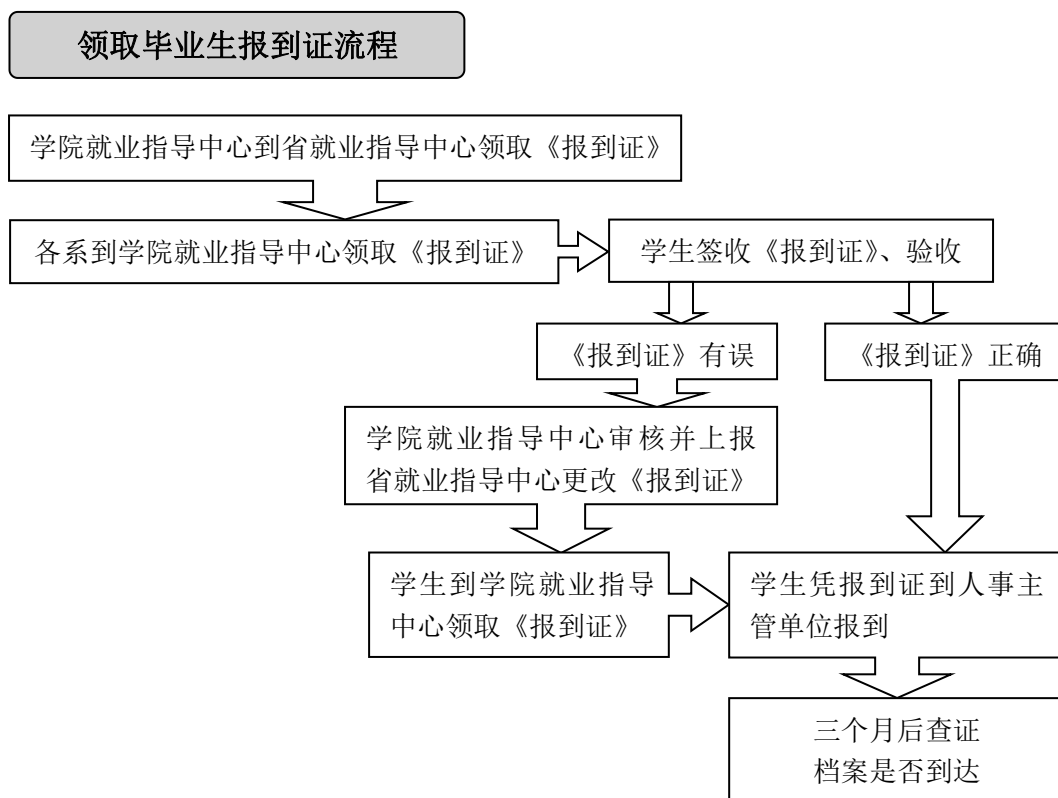 领取毕业生报到证流程
学院就业指导中心到省就业指导中心领取《报到证》
各系到学院就业指导中心领取《报到证》
学生签收《报到证》、验收
《报到证》有误
《报到证》正确
学院就业指导中心审核并上报
省就业指导中心更改《报到证》
学生到学院就业指导
中心领取《报到证》
学生凭报到证到人事主
管单位报到
三个月后查证
档案是否到达